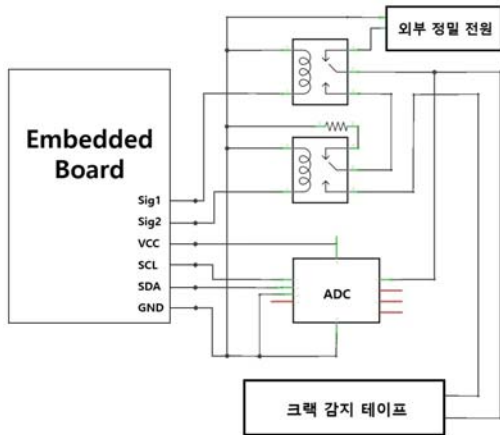 외부 정밀 전원
Embedded
Board
Sig1
Sig2
VCC
SCL
SDA
GND
ADC
크랙 감지 테이프